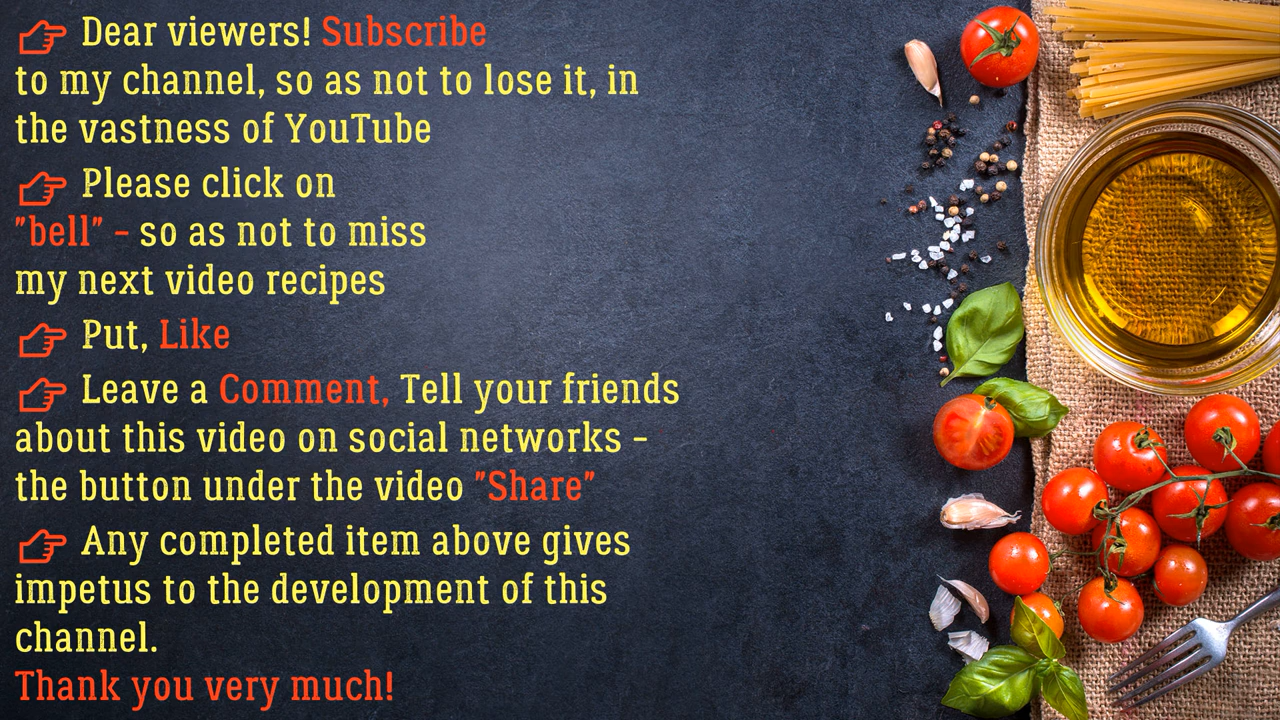 Dear viewers! Subscribe
to my channel, so as not to lose it, in
the vastness of YouTube
Please click on
"bell" - so as not to miss
my next video recipes
Put, Like
Leave a Comment, Tell your friends
about this video on social networks -
the button under the video "Share"
Any completed item above gives
impetus to the development of this
channel.
Thank you very much!